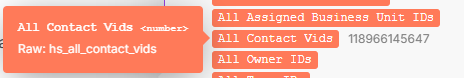 All Assigned Business Unit IDs
All Contact Vids <number>
Raw: hs_all_contact_vids
All Contact Vids 118966145647
All Owner IDs